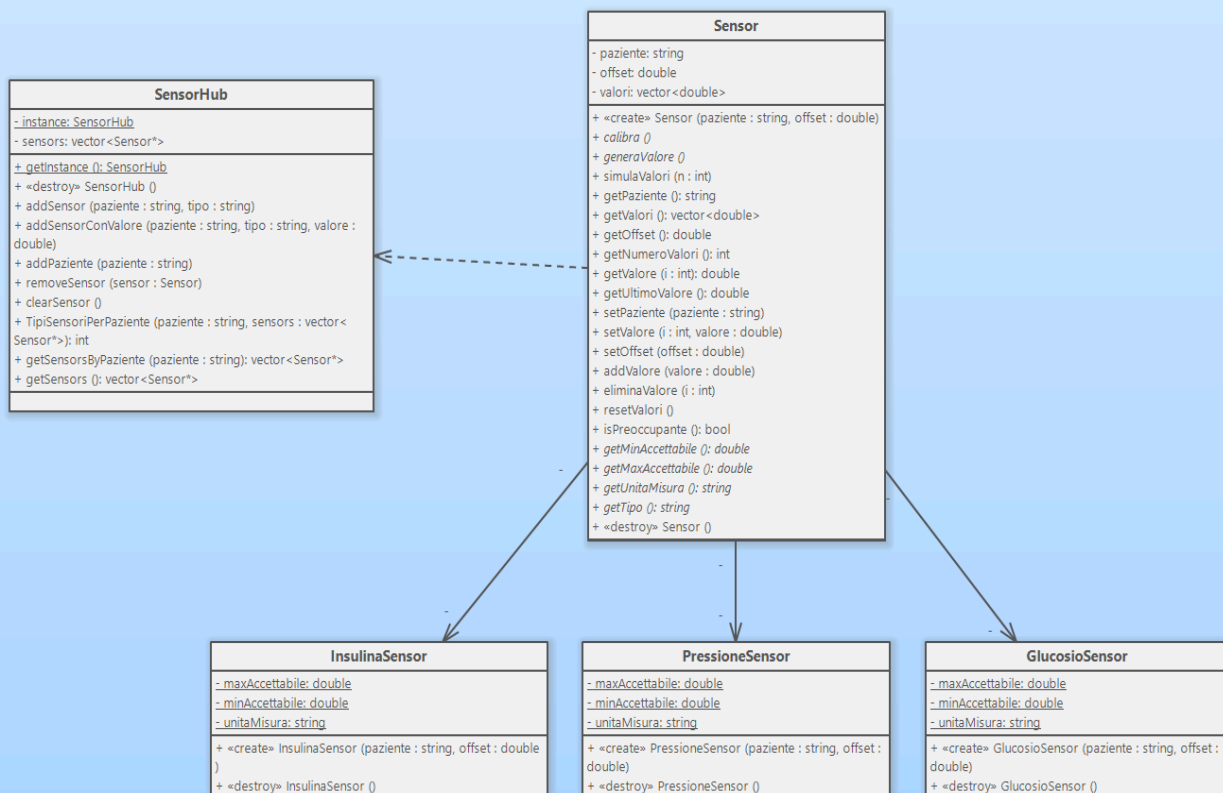 SensorHub
- instance: SensorHub
- sensors: vector<Sensor*>
+ getInstance (): SensorHub
+ «destroy» SensorHub ()
+ addSensor (paziente : string, tipo : string)
+ addSensorConValore (paziente : string, tipo : string, valore :
double)
+ addPaziente (paziente : string)
+ removeSensor (sensor : Sensor)
+ clearSensor ()
+ TipiSensoriPerPaziente (paziente : string, sensors : vector<
Sensor*>): int
+ getSensorsByPaziente (paziente : string): vector<Sensor*>
+ getSensors (): vector<Sensor*>
Sensor
- paziente: string
- offset: double
- valori: vector<double>
+ «create» Sensor (paziente : string, offset : double)
+ calibra ()
+ generaValore ()
+ simulaValori (n : int)
+ getPaziente (): string
+ getValori (): vector<double>
+ getOffset (): double
+ getNumeroValori (): int
+ getValore (i : int): double
+ getUltimoValore (): double
+ setPaziente (paziente : string)
+ setValore (i : int, valore : double)
+ setOffset (offset : double)
+ addValore (valore : double)
+ eliminaValore (i : int)
+ resetValori ()
+ isPreoccupante (): bool
+ getMinAccettabile (): double
+ getMaxAccettabile (): double
+ getUnitaMisura (): string
+ getTipo (): string
+ «destroy» Sensor ()
InsulinaSensor
- maxAccettabile: double
- minAccettabile: double
- unitaMisura: string
+ «create» InsulinaSensor (paziente : string, offset : double
)
+ «destroy» InsulinaSensor ()
PressioneSensor
- maxAccettabile: double
- minAccettabile: double
- unitaMisura: string
+ «create» PressioneSensor (paziente : string, offset :
double)
+ «destroy» PressioneSensor ()
GlucosioSensor
- maxAccettabile: double
- minAccettabile: double
- unitaMisura: string
+ «create» GlucosioSensor (paziente : string, offset :
double)
+ «destroy» GlucosioSensor ()